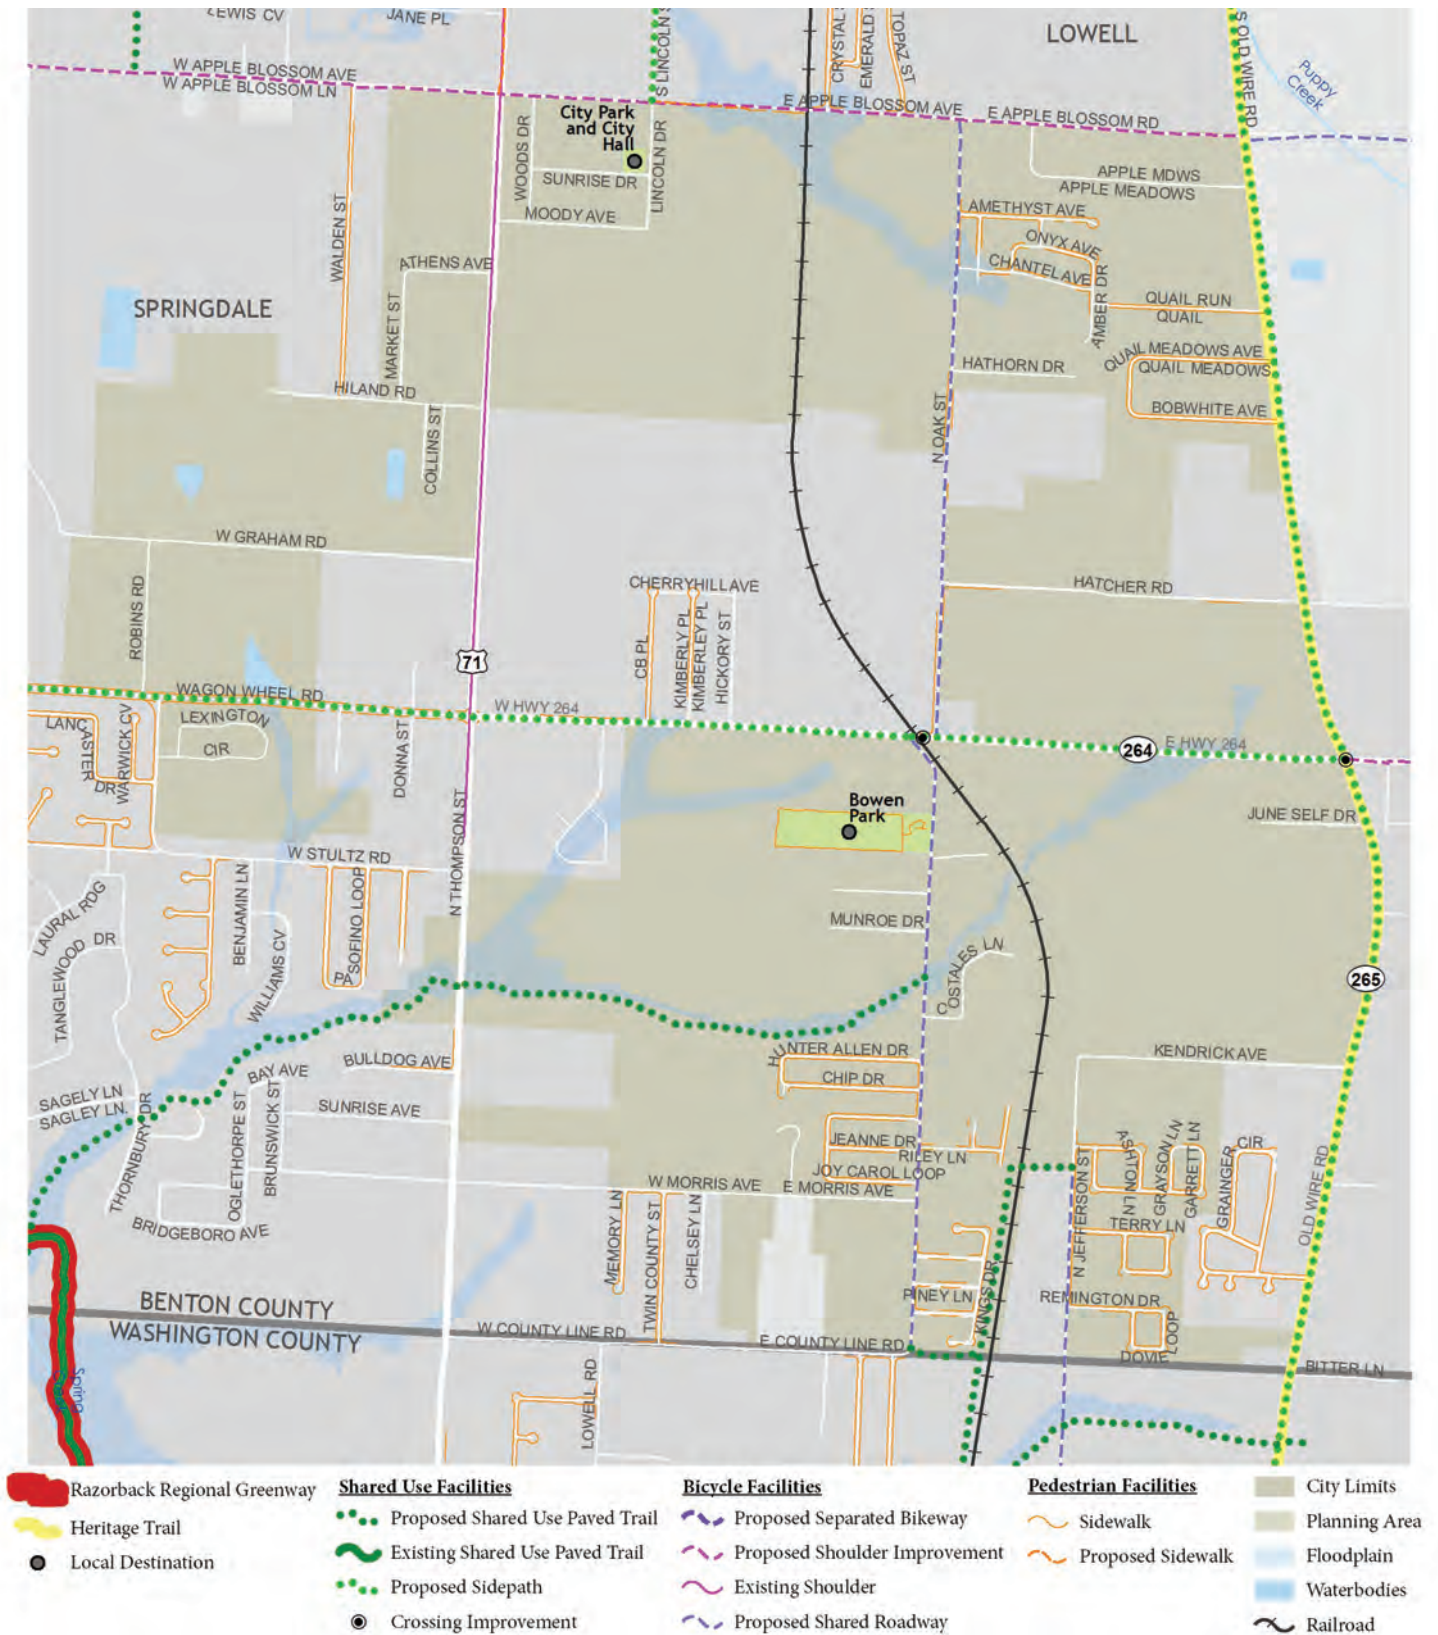 LEWIS CV
JANE PL
S LINCOLN S
CRYSTAL S
EMERALD S
TOPAZ ST
LOWELL
S OLD WIRE RD
Puppy
Creek
W APPLE BLOSSOM AVE
W APPLE BLOSSOM LN
E APPLE BLOSSOM AVE
E APPLE BLOSSOM RD
City Park
and City
Hall
WOODS DR
LINCOLN DR
SUNRISE DR
MOODY AVE
APPLE MDWS
APPLE MEADOWS
AMETHYST AVE
ONYX AVE
CHANTEL AVE
AMBER DR
WALDEN ST
ATHENS AVE
MARKET ST
SPRINGDALE
QUAIL RUN
QUAIL
QUAIL MEADOWS AVE
QUAIL MEADOWS
HATHORN DR
BOBWHITE AVE
HILAND RD
COLLINS ST
N OAK ST
W GRAHAM RD
ROBINS RD
CHERRYHILL AVE
CB PL
KIMBERLY PL
KIMBERLEY PL
HICKORY ST
HATCHER RD
71
WAGON WHEEL RD
W HWY 264
264
E HWY 264
LANCASTER
DR
WARWICK CV
LEXINGTON
CIR
DONNA ST
N THOMPSON ST
Bowen
Park
JUNE SELF DR
W STULTZ RD
LAURAL RDG
TANGLEWOOD DR
BENJAMIN LN
WILLIAMS CV
SOFINO LOOP
PA
MUNROE DR
COSTALES LN
265
HUNTER ALLEN DR
CHIP DR
KENDRICK AVE
BULLDOG AVE
BAY AVE
SAGELY LN
SAGLEY LN.
THORNBURY DR
OGLETHORPE ST
BRUNSWICK ST
SUNRISE AVE
JEANNE DR
RILEY LN
JOY CAROL LOOP
ASHTON LN
GRAYSON LN
GARRETT LN
GRAINGER
CIR
OLD WIRE RD
W MORRIS AVE
E MORRIS AVE
BRIDGEBORO AVE
MEMORY LN
TWIN COUNTY ST
CHELSEY LN
N JEFFERSON ST
TERRY LN
KINGS DR
PINEY LN
REMINGTON DR
LOOP
DOVIE
BENTON COUNTY
WASHINGTON COUNTY
W COUNTY LINE RD
E COUNTY LINE RD
BITTER LN
LOWELL RD
Spring
Razorback Regional Greenway
Heritage Trail
Local Destination
Shared Use Facilities
Proposed Shared Use Paved Trail
Existing Shared Use Paved Trail
Proposed Sidepath
Crossing Improvement
Bicycle Facilities
Proposed Separated Bikeway
Proposed Shoulder Improvement
Existing Shoulder
Proposed Shared Roadway
Pedestrian Facilities
Sidewalk
Proposed Sidewalk
City Limits
Planning Area
Floodplain
Waterbodies
Railroad